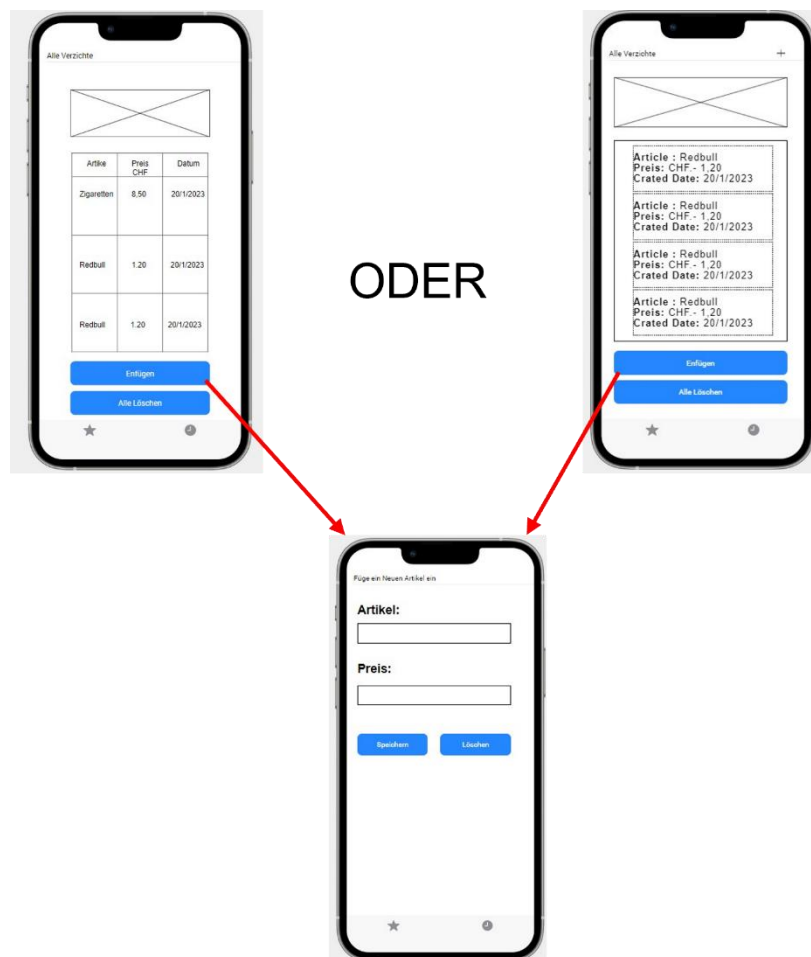 Alle Verzichte
Artike Preis CHF Datum
Zigaretten 8,50 20/1/2023
Redbull 1.20 20/1/2023
Redbull 1.20 20/1/2023
Enfügen
Alle Löschen
ODER
Alle Verzichte +
Article : Redbull
Preis: CHF.- 1,20
Crated Date: 20/1/2023
Article : Redbull
Preis: CHF.- 1,20
Crated Date: 20/1/2023
Article : Redbull
Preis: CHF.- 1,20
Crated Date: 20/1/2023
Article : Redbull
Preis: CHF.- 1,20
Crated Date: 20/1/2023
Enfügen
Alle Löschen
Füge ein Neuen Artikel ein
Artikel:
Preis:
Speichern Löschen